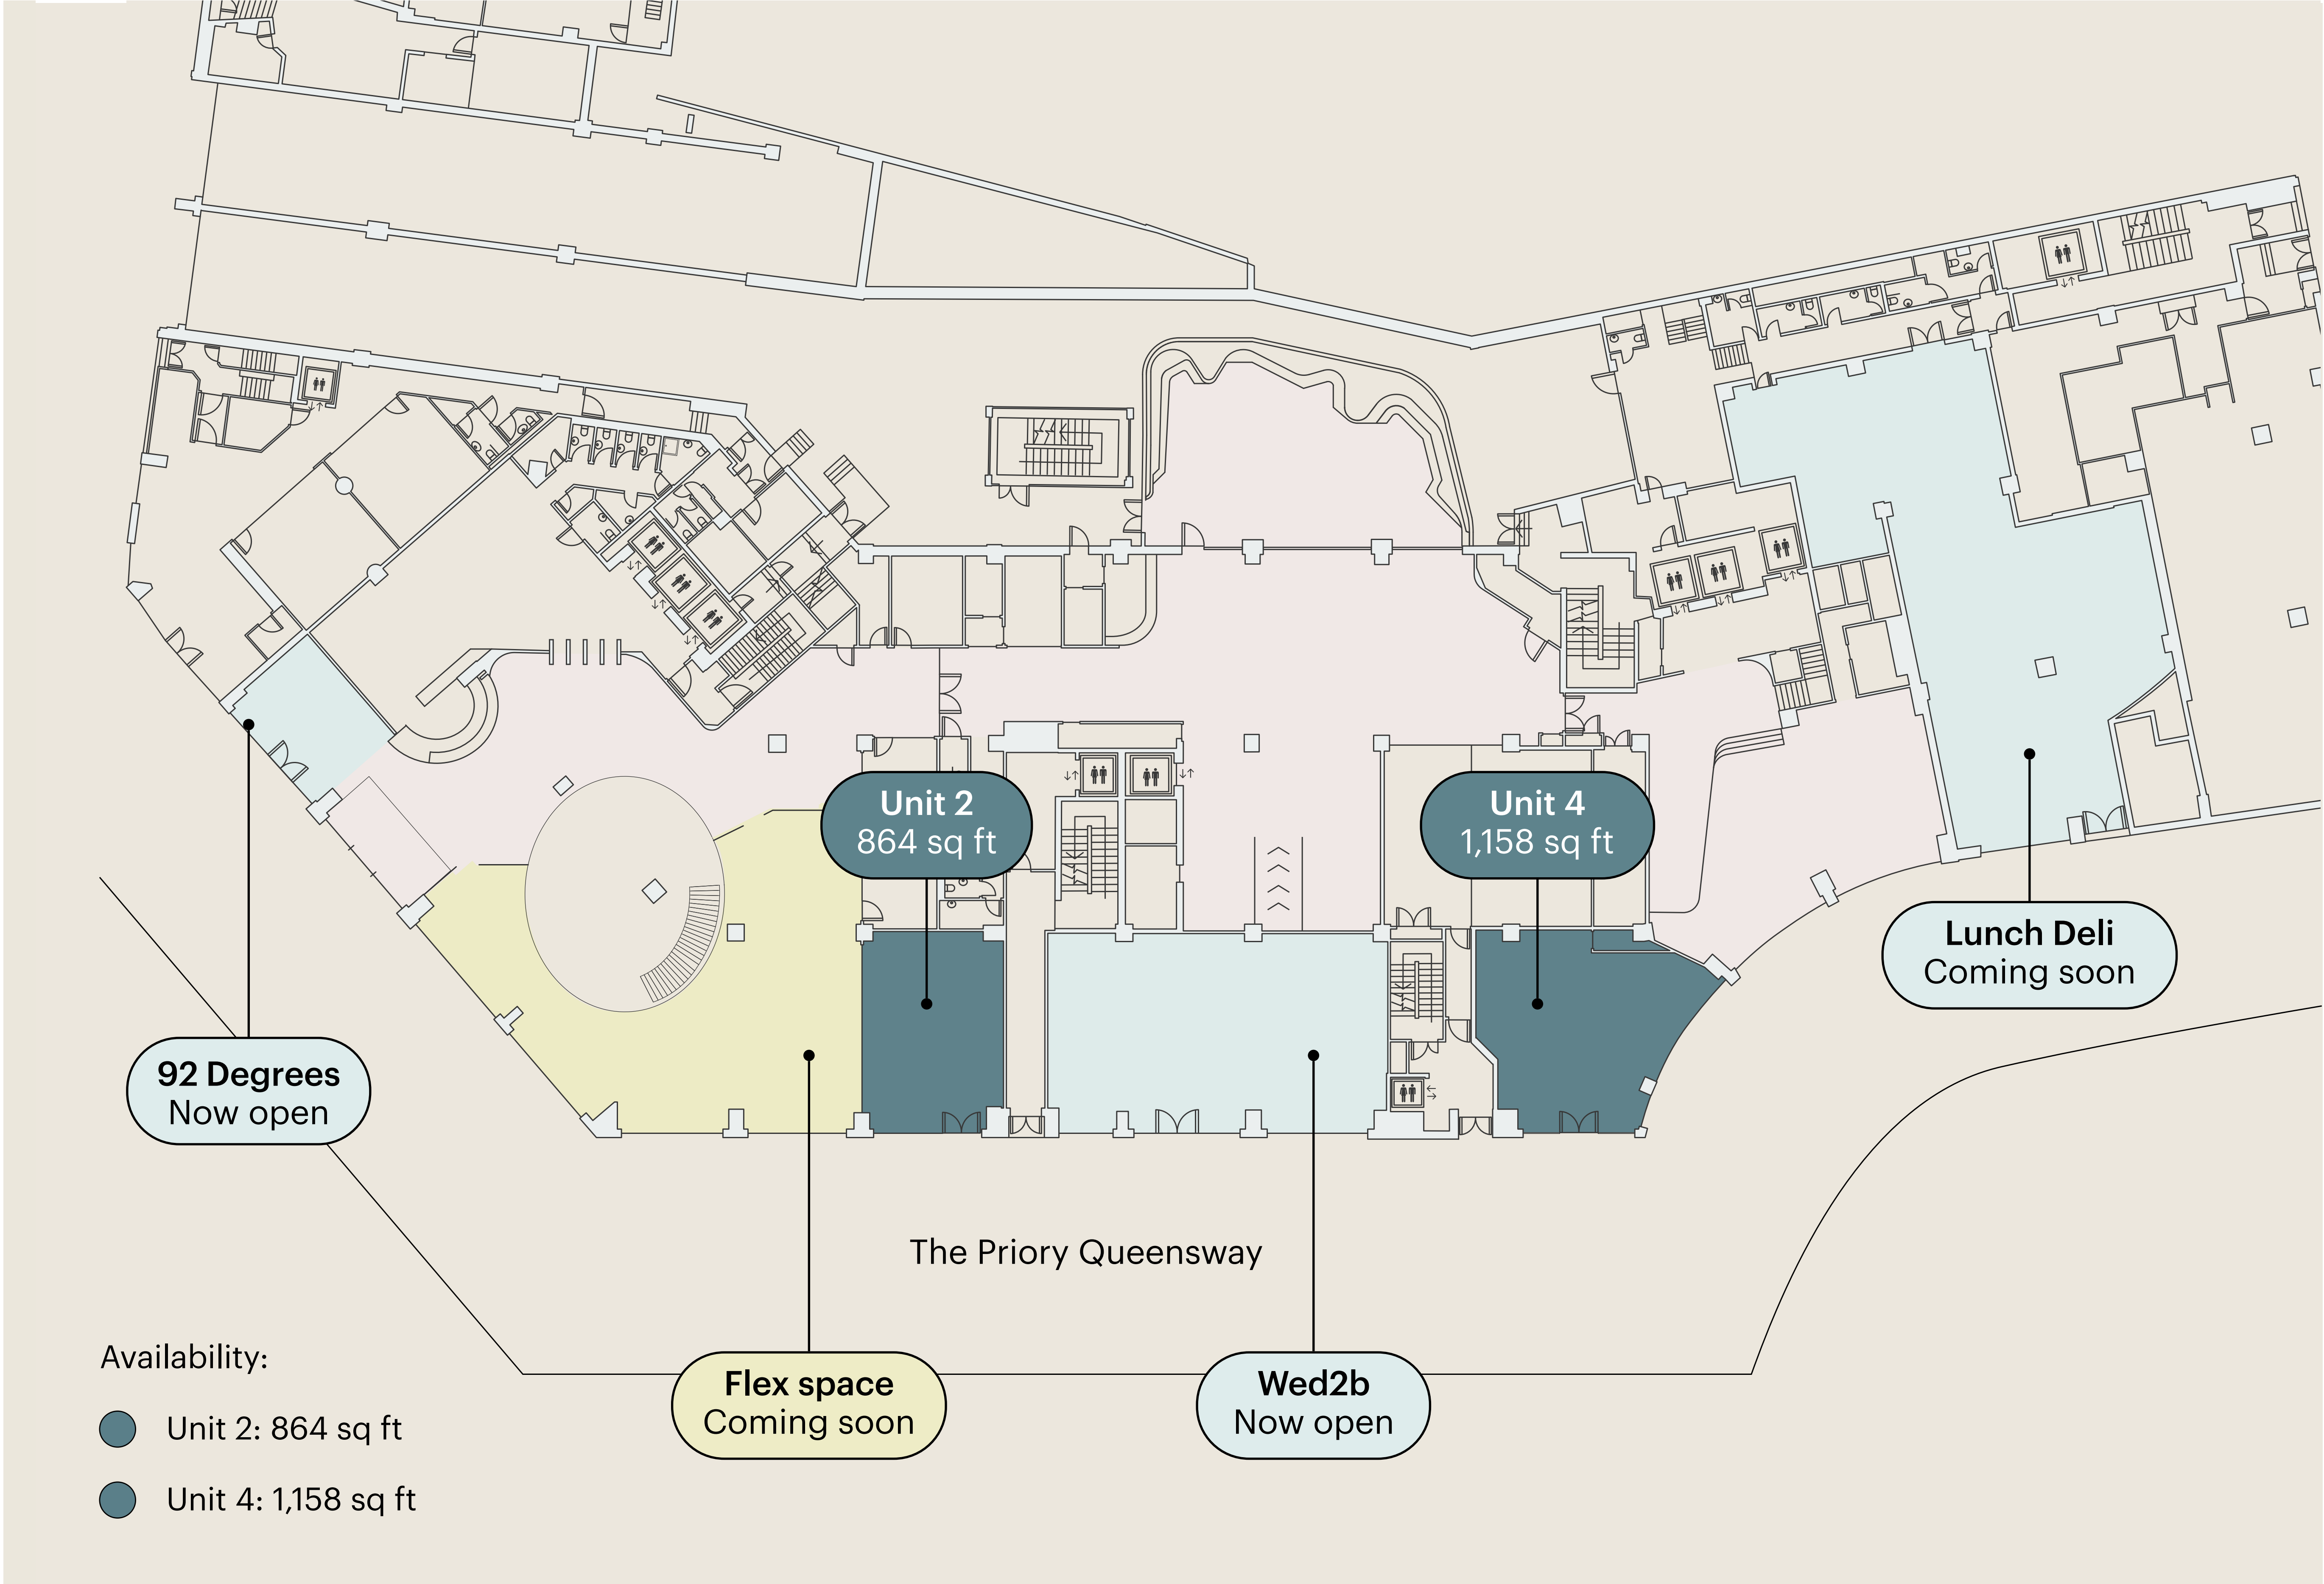 Unit 2
864 sq ft
Unit 4
1,158 sq ft
Lunch Deli
Coming soon
92 Degrees
Now open
The Priory Queensway
Flex space
Coming soon
Wed2b
Now open
Availability:
Unit 2: 864 sq ft
Unit 4: 1,158 sq ft